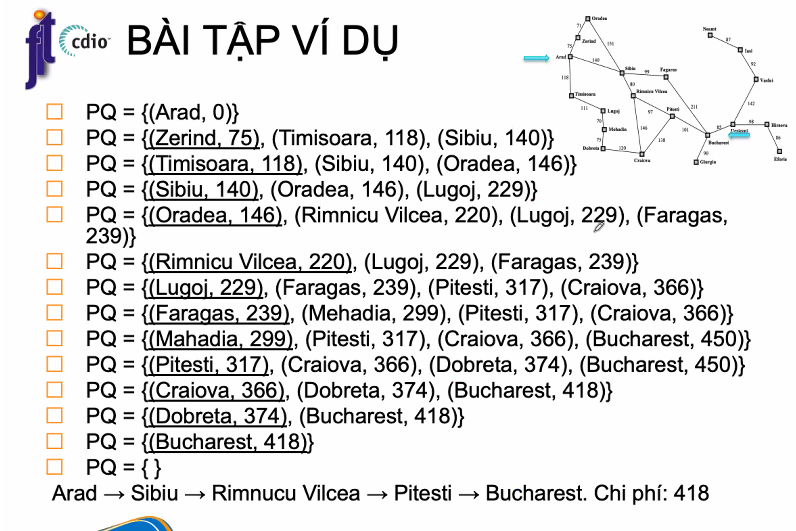 fit cdio BÀI TẬP VÍ DỤ
PQ = {(Arad, 0)}
PQ = {(Zerind, 75), (Timisoara, 118), (Sibiu, 140)}
PQ = {(Timisoara, 118), (Sibiu, 140), (Oradea, 146)}
PQ = {(Sibiu, 140), (Oradea, 146), (Lugoj, 229)}
PQ = {(Oradea, 146), (Rimnicu Vilcea, 220), (Lugoj, 229), (Faragas,
239)}
PQ = {(Rimnicu Vilcea, 220), (Lugoj, 229), (Faragas, 239)}
PQ = {(Lugoj, 229), (Faragas, 239), (Pitesti, 317), (Craiova, 366)}
PQ = {(Faragas, 239), (Mehadia, 299), (Pitesti, 317), (Craiova, 366)}
PQ = {(Mahadia, 299), (Pitesti, 317), (Craiova, 366), (Bucharest, 450)}
PQ = {(Pitesti, 317), (Craiova, 366), (Dobreta, 374), (Bucharest, 450)}
PQ = {(Craiova, 366), (Dobreta, 374), (Bucharest, 418)}
PQ = {(Dobreta, 374), (Bucharest, 418)}
PQ = {(Bucharest, 418)}
PQ = { }
Arad → Sibiu → Rimnucu Vilcea → Pitesti → Bucharest. Chi phí: 418
Oradea
71
Zerind
151
75
Arad
140
118
Sibiu
99
Fagaras
80
Rimnicu Vilcea
Timisoara
111
Lugoj
70
Mehadia
75
Dobreta
120
Craiova
146
138
97
Pitesti
101
211
Bucharest
90
Giurgiu
85
Urziceni
98
Hirsova
86
Eforie
142
Vaslui
92
Iasi
87
Neamt